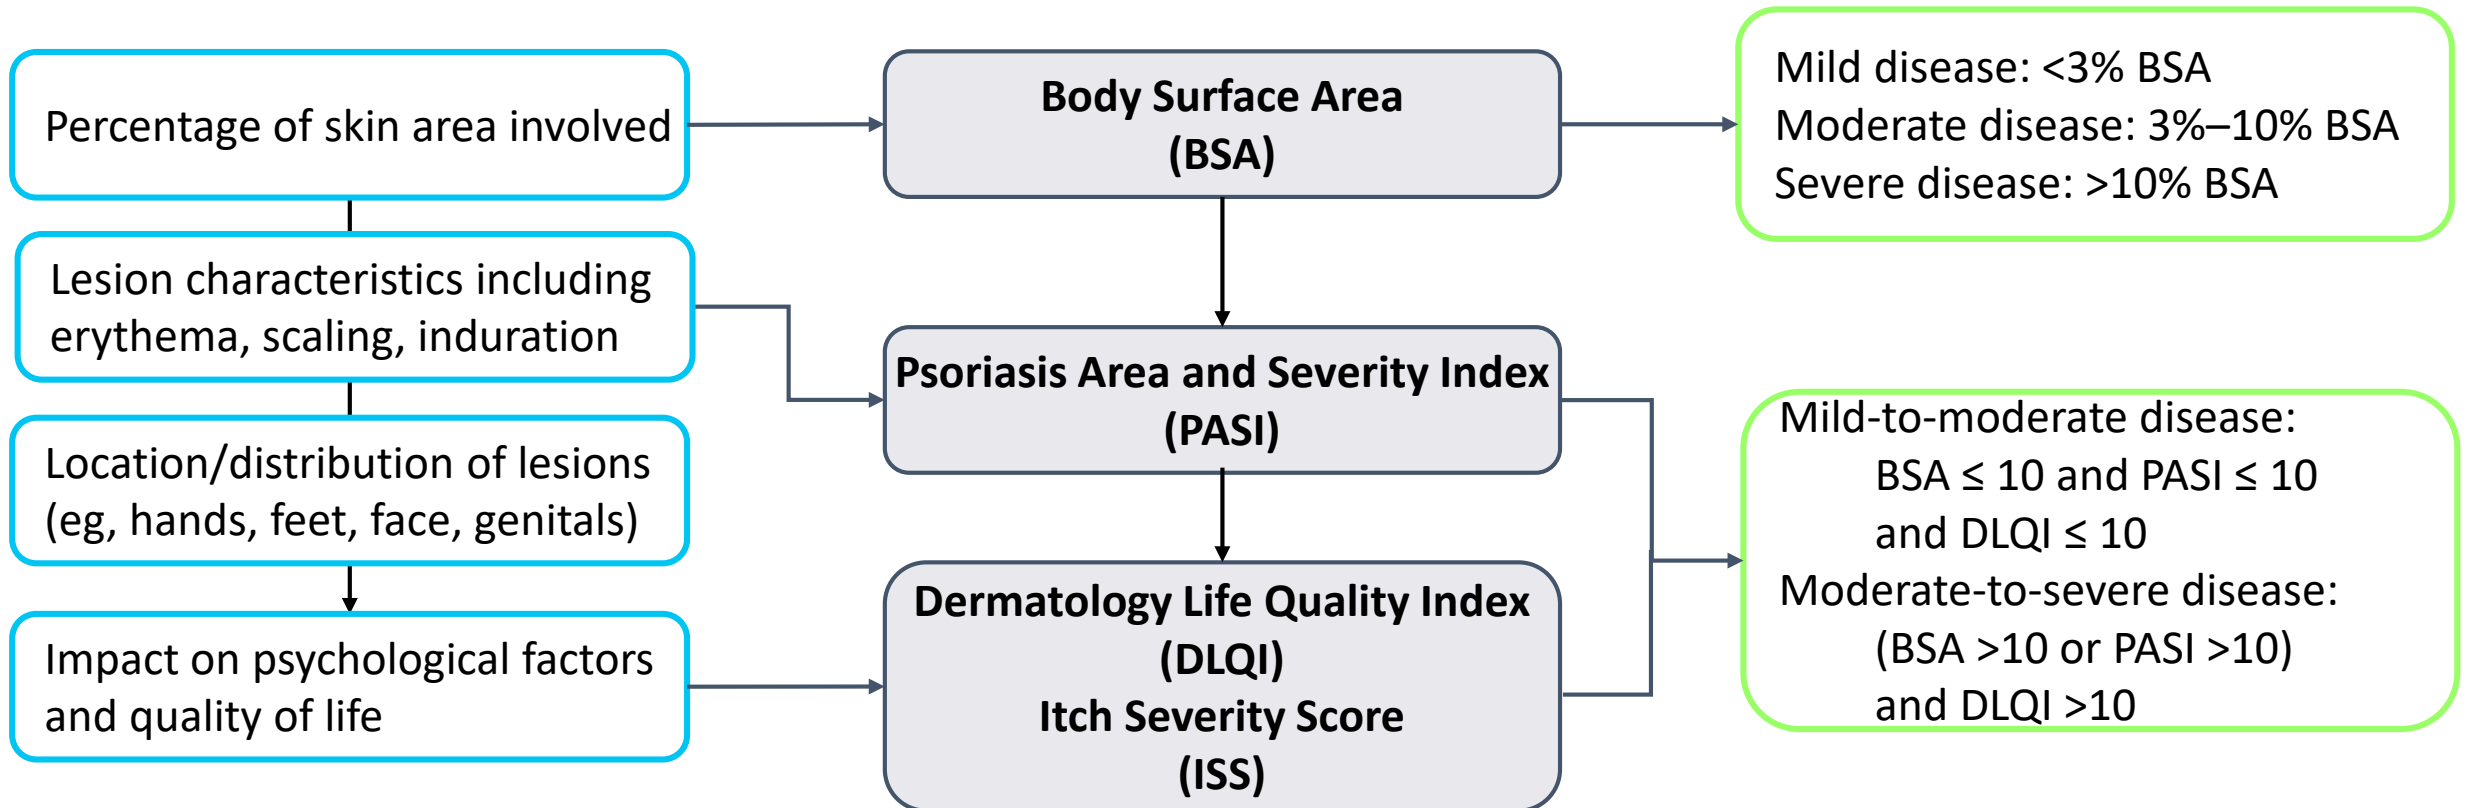 Percentage of skin area involved
Lesion characteristics including
erythema, scaling, induration
Location/distribution of lesions
(eg, hands, feet, face, genitals)
Impact on psychological factors
and quality of life
Body Surface Area
(BSA)
Psoriasis Area and Severity Index
(PASI)
Dermatology Life Quality Index
(DLQI)
Itch Severity Score
(ISS)
Mild disease: <3% BSA
Moderate disease: 3%–10% BSA
Severe disease: >10% BSA
Mild-to-moderate disease:
BSA ≤ 10 and PASI ≤ 10
and DLQI ≤ 10
Moderate-to-severe disease:
(BSA >10 or PASI >10)
and DLQI >10